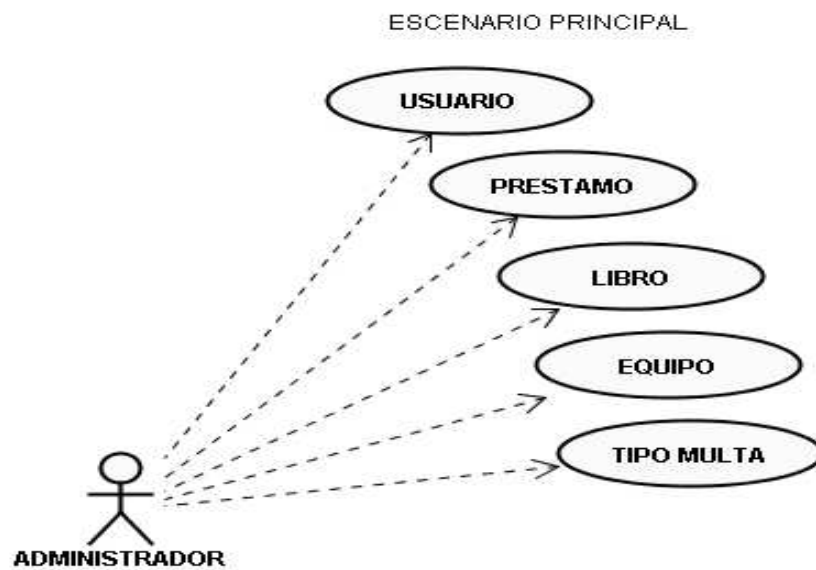 ESCENARIO PRINCIPAL
USUARIO
PRESTAMO
LIBRO
EQUIPO
TIPO MULTA
ADMINISTRADOR